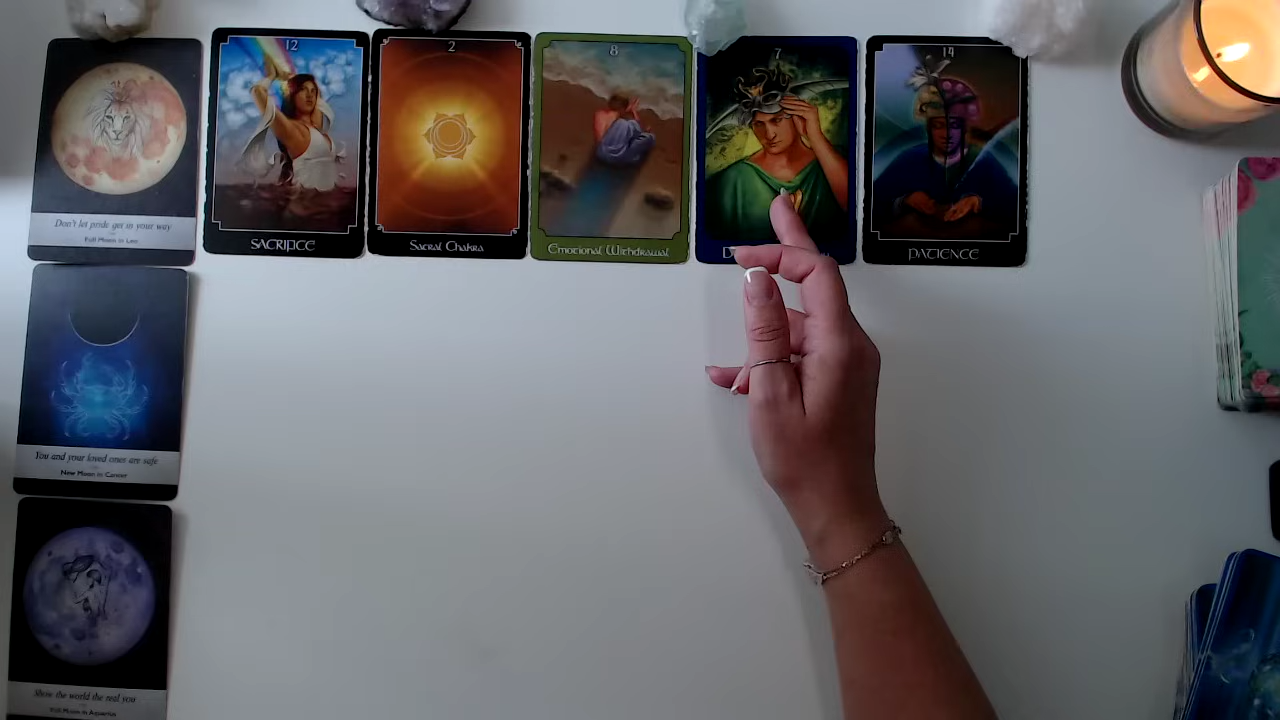 12
2
8
7
14
SACRIFICE
Sacral Chakra
Emotional Withdrawal
D
PATIENCE
Don't let pride get in your way
Full Moon in Leo
You and your loved ones are safe
New Moon in Cancer
Show the world the real you
Full Moon in Aquarius